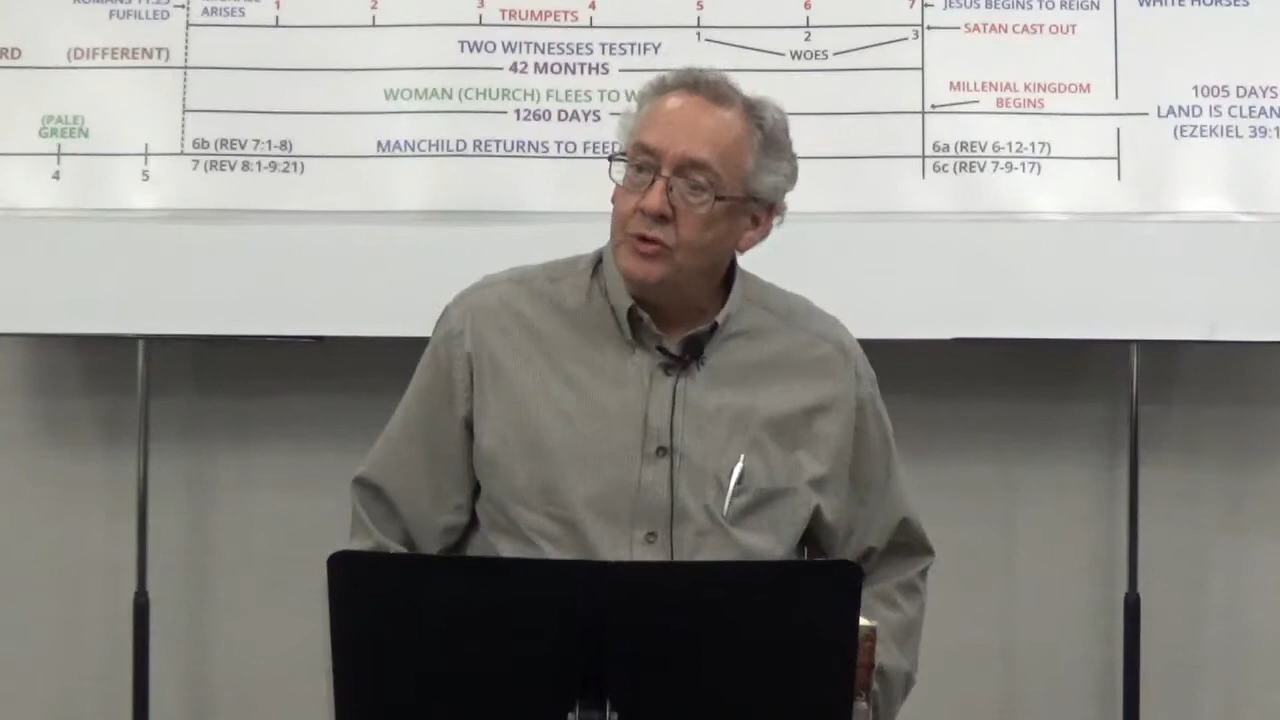 ROMANS 11:25
FUFILLED
ARISES
1 2 3 4 5 6 7
TRUMPETS
JESUS BEGINS TO REIGN
WHITE HORSES
SATAN CAST OUT
1 2 3
WOES
RD (DIFFERENT)
TWO WITNESSES TESTIFY
42 MONTHS
WOMAN (CHURCH) FLEES TO W
1260 DAYS
MILLENIAL KINGDOM
BEGINS
1005 DAYS
LAND IS CLEAN
(EZEKIEL 39:1
(PALE)
GREEN
4 5
6b (REV 7:1-8)
7 (REV 8:1-9:21)
MANCHILD RETURNS TO FEED
6a (REV 6-12-17)
6c (REV 7-9-17)